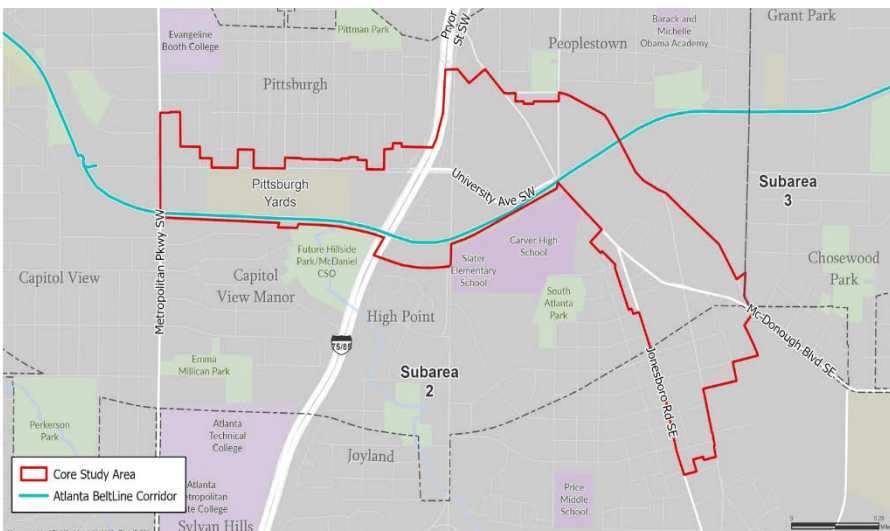 Evangeline
Booth College
Pittman Park
Pryor
St SW
Peoplestown
Barack and
Michelle
Obama Academy
Grant Park
Pittsburgh
Pittsburgh
Yards
University Ave SW
Subarea
3
Metropolitan Pkwy SW
Capitol View
Capitol
View Manor
Future Hillside
Park/McDaniel
CSO
Slater
Elementary
School
Carver High
School
South
Atlanta
Park
Chosewood
Park
High Point
75/85
Mc-Donough Blvd SE
Emma
Millican Park
Subarea
2
Jonesboro Rd SE
Perkerson
Park
Atlanta
Technical
College
Joyland
Price
Middle
School
Atlanta
Metropolitan
State College
Sylvan Hills
Core Study Area
Atlanta BeltLine Corridor
0